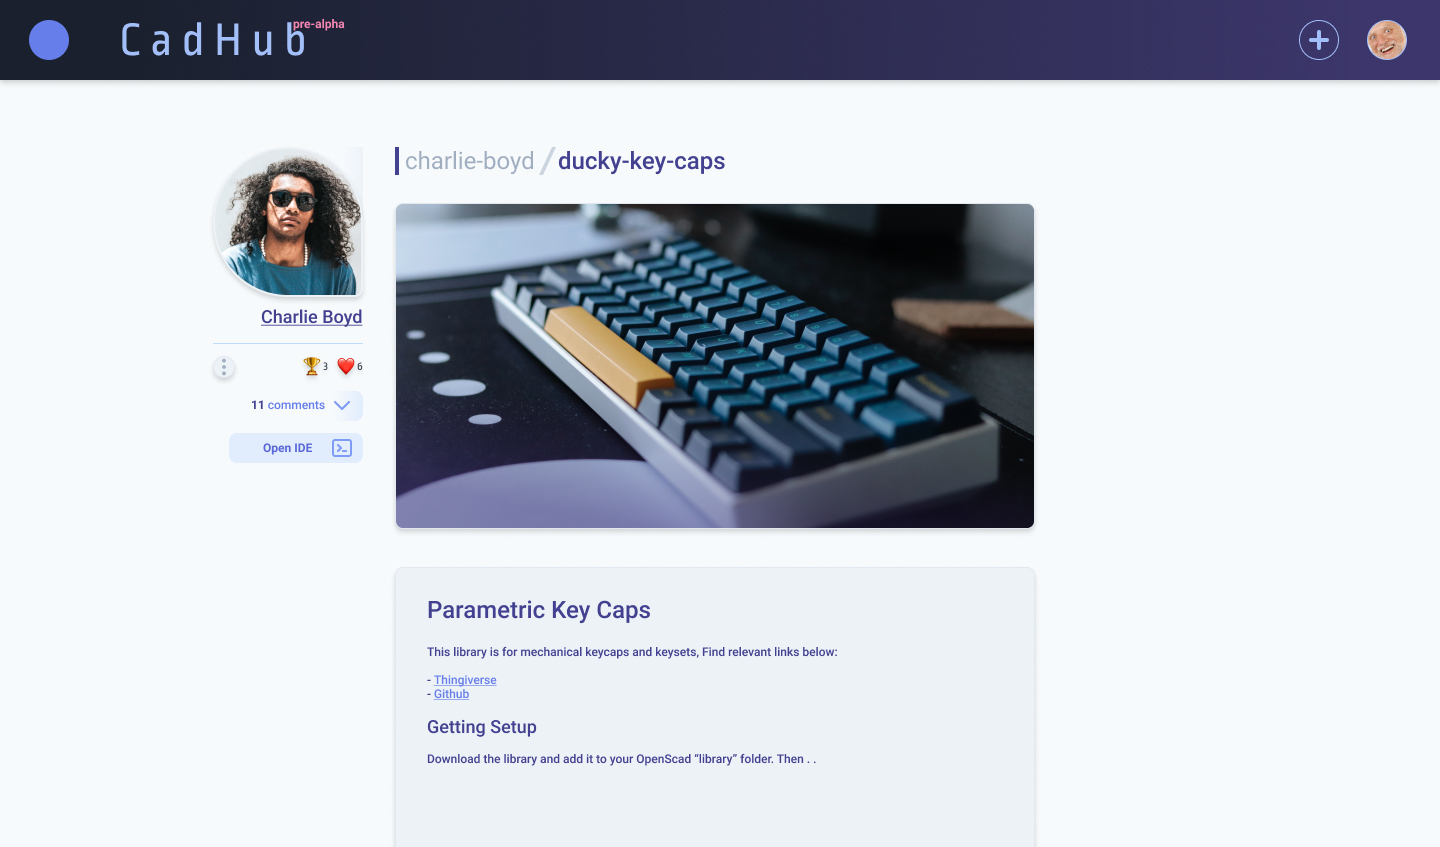 CadHub
pre-alpha
charlie-boyd / ducky-key-caps
Charlie Boyd
🏆 3 ❤️ 6
11 comments
Open IDE
Parametric Key Caps
This library is for mechanical keycaps and keysets, Find relevant links below:
- Thingiverse
- Github
Getting Setup
Download the library and add it to your OpenScad “library” folder. Then . .